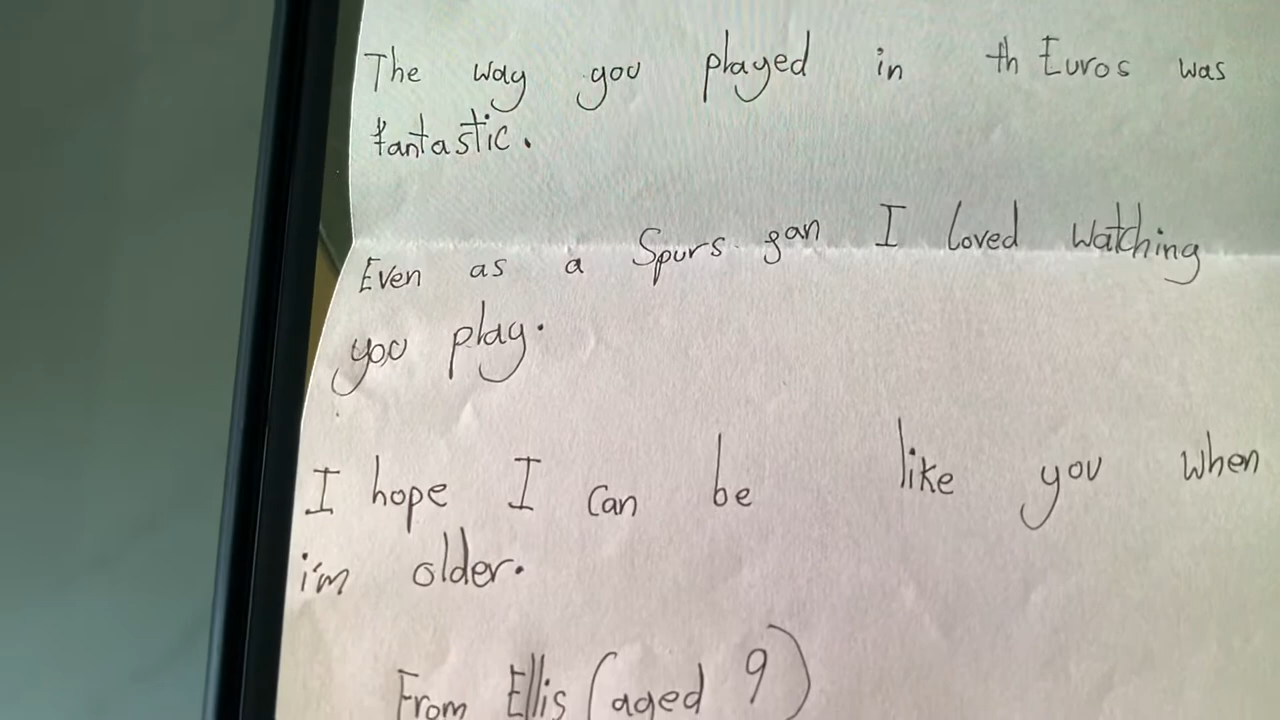 The way you played in th Euros was
fantastic.
Even as a Spurs gan I loved watching
you play.
I hope I can be like you when
i'm older.
From Ellis (aged 9)